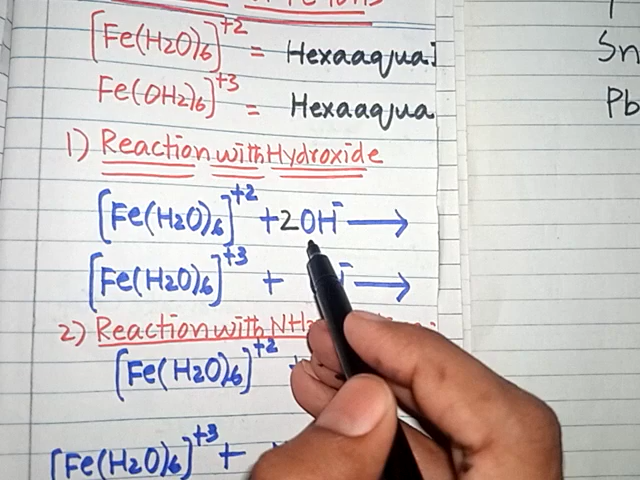 [Fe(H2O)6]+2 = Hexaaqua
Fe(OH2)6]+3 = Hexaaqua
1) Reaction with Hydroxide
[Fe(H2O)6]+2 + 2OH- →
[Fe(H2O)6]+3 + →
2) Reaction with NH
[Fe(H2O)6]+2
[Fe(H2O)6]+3 +
Sn
Pb